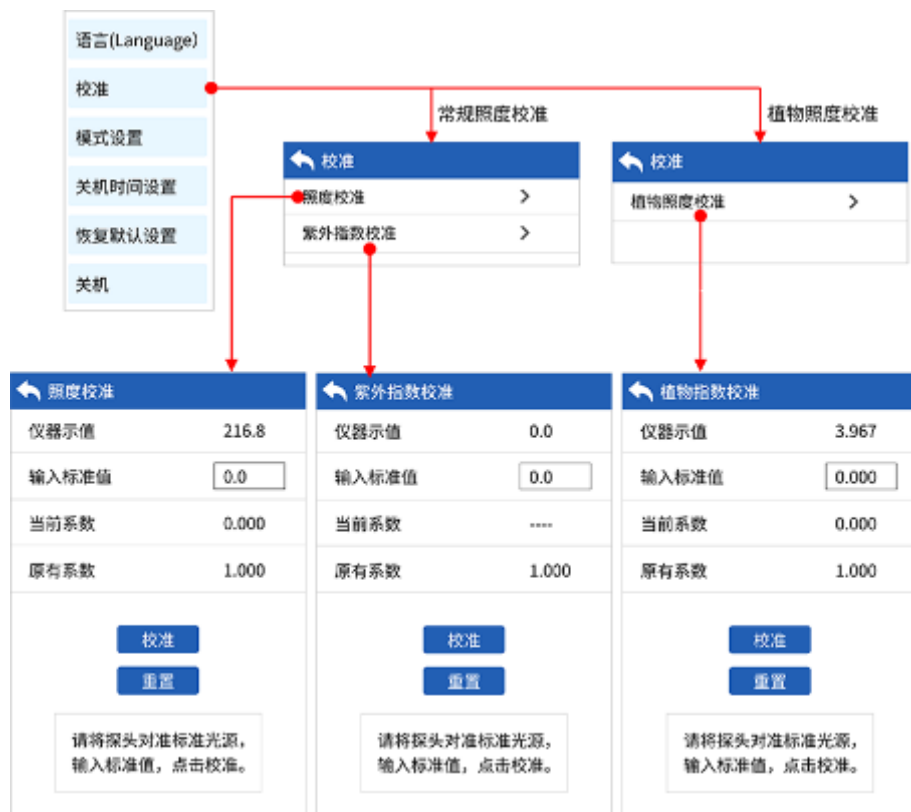 语言(Language)
校准
模式设置
关机时间设置
恢复默认设置
关机
常规照度校准
校准
照度校准
紫外指数校准
植物照度校准
校准
植物照度校准
照度校准
仪器示值 216.8
输入标准值 0.0
当前系数 0.000
原有系数 1.000
校准
重置
请将探头对准标准光源，
输入标准值，点击校准。
紫外指数校准
仪器示值 0.0
输入标准值 0.0
当前系数 ----
原有系数 1.000
校准
重置
请将探头对准标准光源，
输入标准值，点击校准。
植物指数校准
仪器示值 3.967
输入标准值 0.000
当前系数 0.000
原有系数 1.000
校准
重置
请将探头对准标准光源，
输入标准值，点击校准。